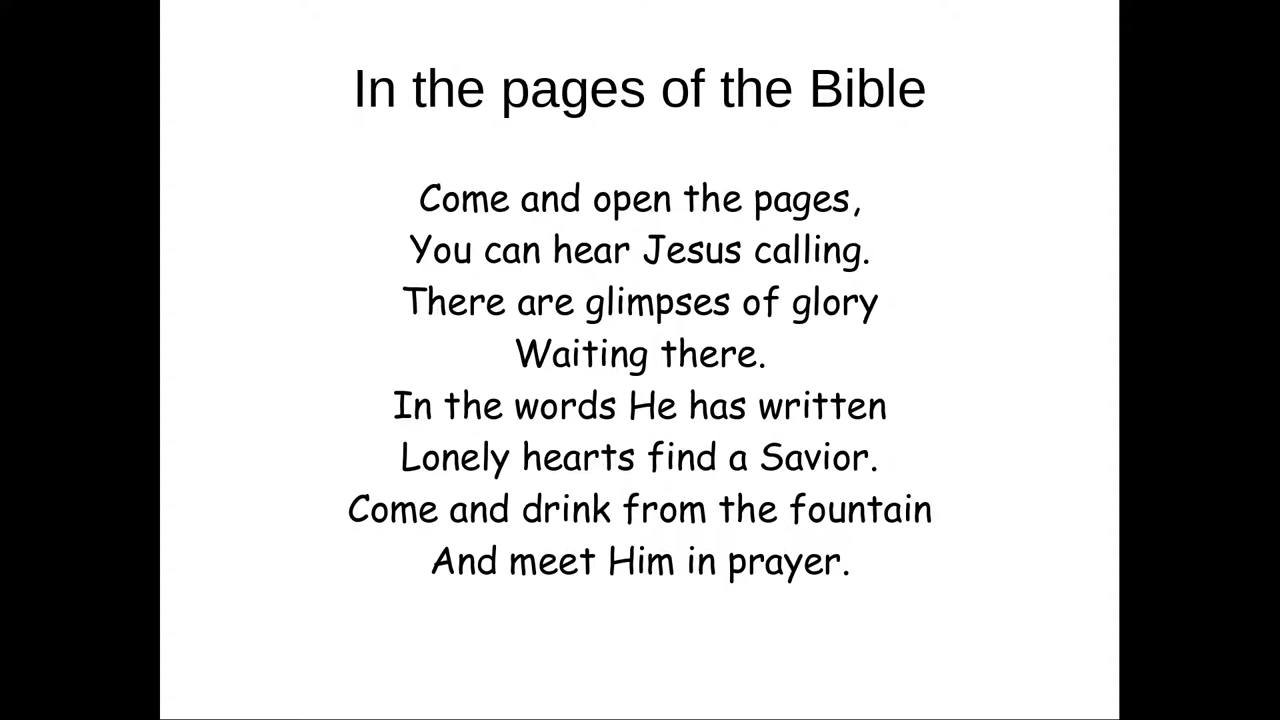 In the pages of the Bible
Come and open the pages,
You can hear Jesus calling.
There are glimpses of glory
Waiting there.
In the words He has written
Lonely hearts find a Savior.
Come and drink from the fountain
And meet Him in prayer.